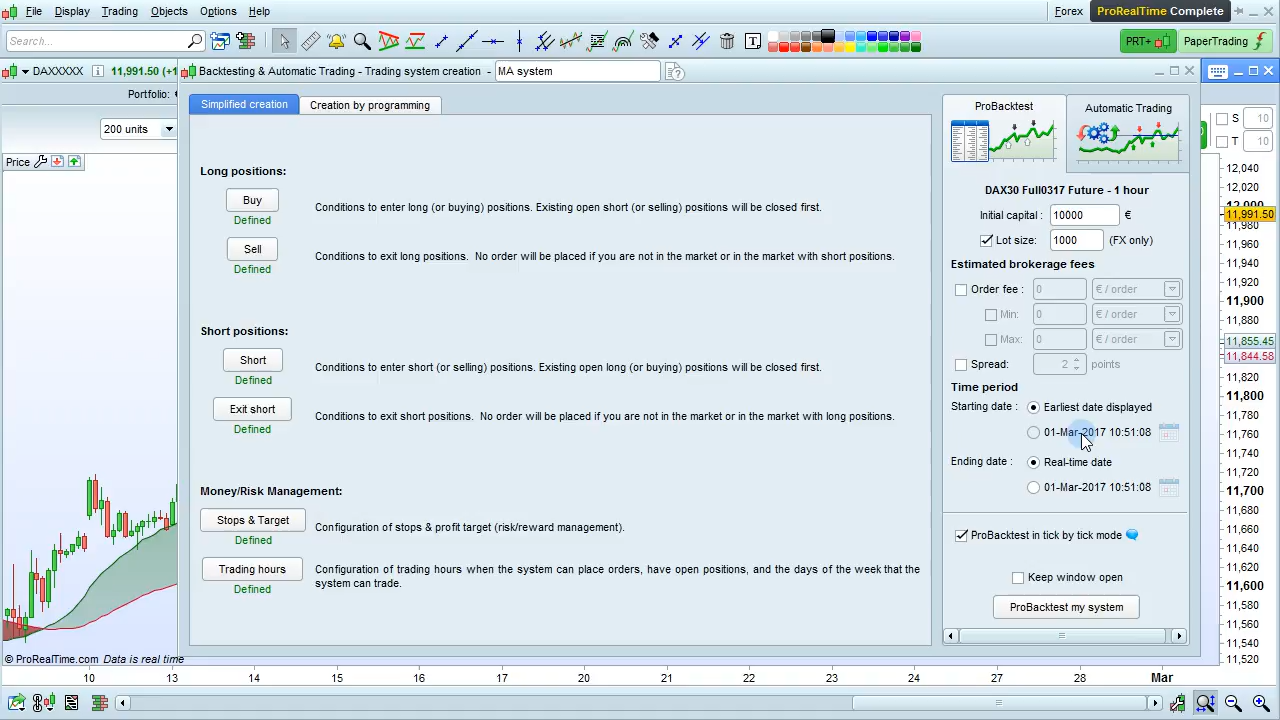 File Display Trading Objects Options Help Forex ProRealTime Complete
Search... T PRT+ PaperTrading
DAXXXXX 11,991.50 (+1 Backtesting & Automatic Trading - Trading system creation - MA system
Portfolio:
200 units
Price
Simplified creation Creation by programming
Long positions:
Buy
Defined
Conditions to enter long (or buying) positions. Existing open short (or selling) positions will be closed first.
Sell
Defined
Conditions to exit long positions. No order will be placed if you are not in the market or in the market with short positions.
Short positions:
Short
Defined
Conditions to enter short (or selling) positions. Existing open long (or buying) positions will be closed first.
Exit short
Defined
Conditions to exit short positions. No order will be placed if you are not in the market or in the market with long positions.
Money/Risk Management:
Stops & Target
Defined
Configuration of stops & profit target (risk/reward management).
Trading hours
Defined
Configuration of trading hours when the system can place orders, have open positions, and the days of the week that the
system can trade.
ProBacktest Automatic Trading
DAX30 Full0317 Future - 1 hour
Initial capital : 10000 €
Lot size: 1000 (FX only)
Estimated brokerage fees
Order fee : 0 € / order
Min: 0 € / order
Max: 0 € / order
Spread: 2 points
Time period
Starting date : Earliest date displayed
01-Mar-2017 10:51:08
Ending date : Real-time date
01-Mar-2017 10:51:08
ProBacktest in tick by tick mode
Keep window open
ProBacktest my system
S 10
T 10
12,040
12,020
12,000
11,991.50
11,980
11,960
11,940
11,920
11,900
11,880
11,855.45
11,844.58
11,820
11,800
11,780
11,760
11,740
11,720
11,700
11,680
11,660
11,640
11,620
11,600
11,580
11,560
11,540
11,520
© ProRealTime.com Data is real time
10 13 14 15 16 17 20 21 22 23 24 27 28 Mar